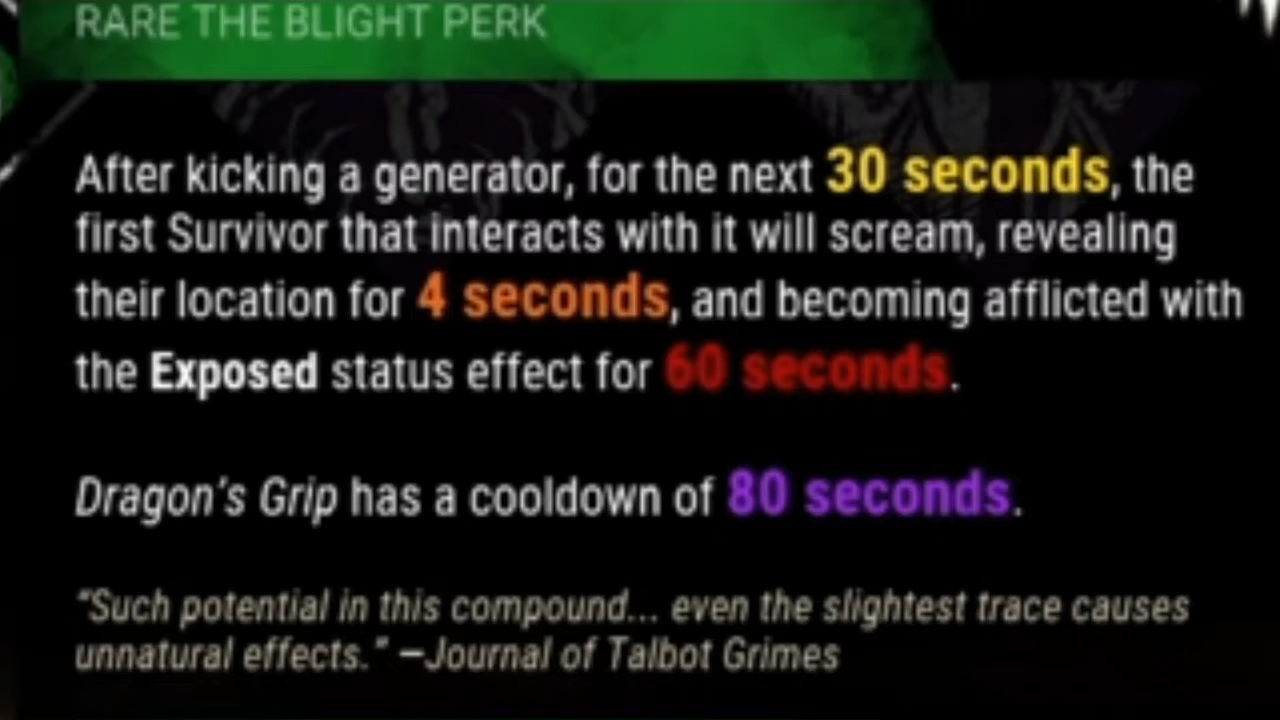 RARE THE BLIGHT PERK
After kicking a generator, for the next 30 seconds, the
first Survivor that interacts with it will scream, revealing
their location for 4 seconds, and becoming afflicted with
the Exposed status effect for 60 seconds.
Dragon's Grip has a cooldown of 80 seconds.
"Such potential in this compound... even the slightest trace causes
unnatural effects." —Journal of Talbot Grimes